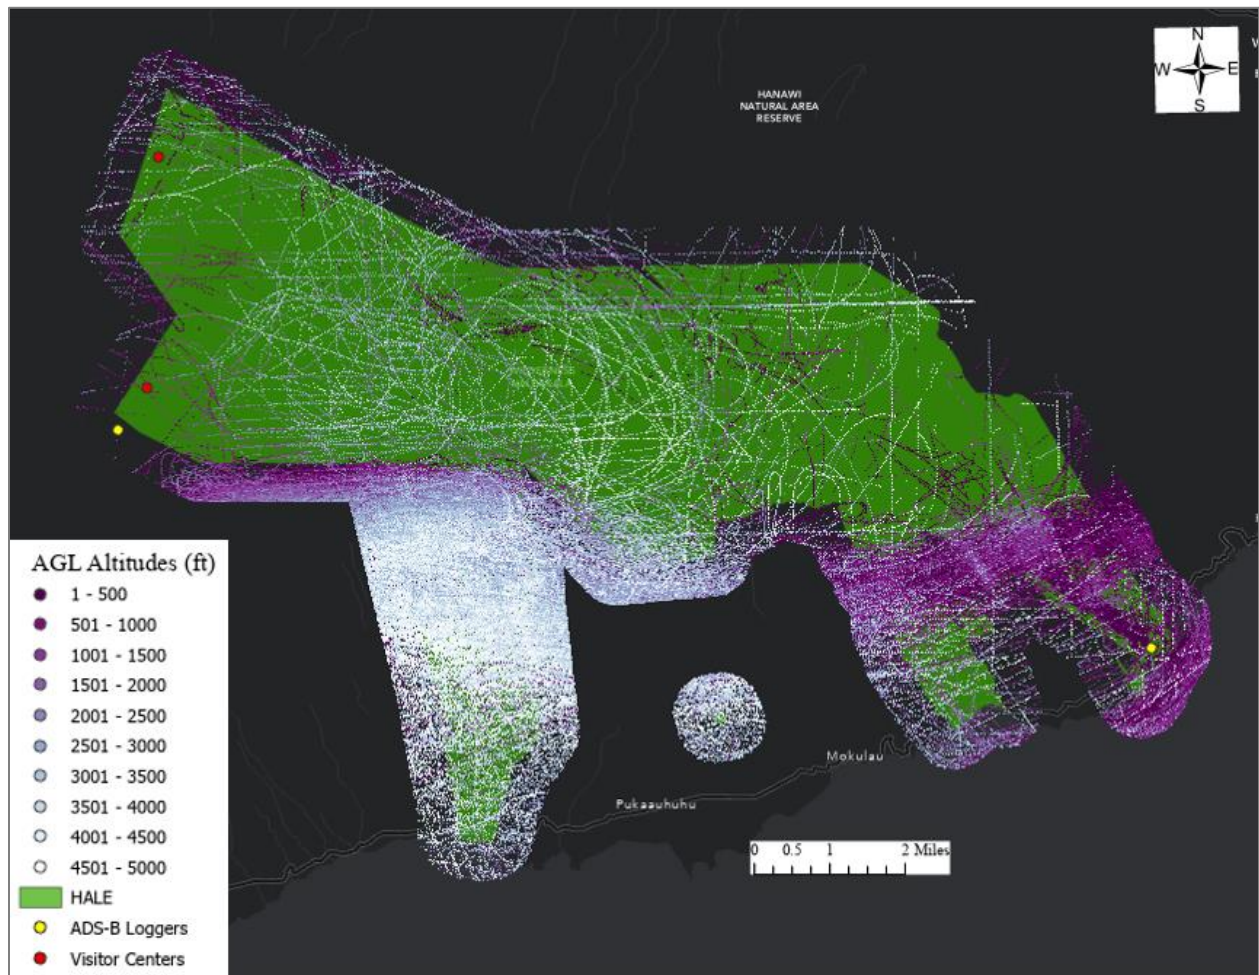 N
W E
S
HANAWI
NATURAL AREA
RESERVE
AGL Altitudes (ft)
1 - 500
501 - 1000
1001 - 1500
1501 - 2000
2001 - 2500
2501 - 3000
3001 - 3500
3501 - 4000
4001 - 4500
4501 - 5000
HALE
ADS-B Loggers
Visitor Centers
Mokulau
Pukaauhuhu
0 0.5 1 2 Miles